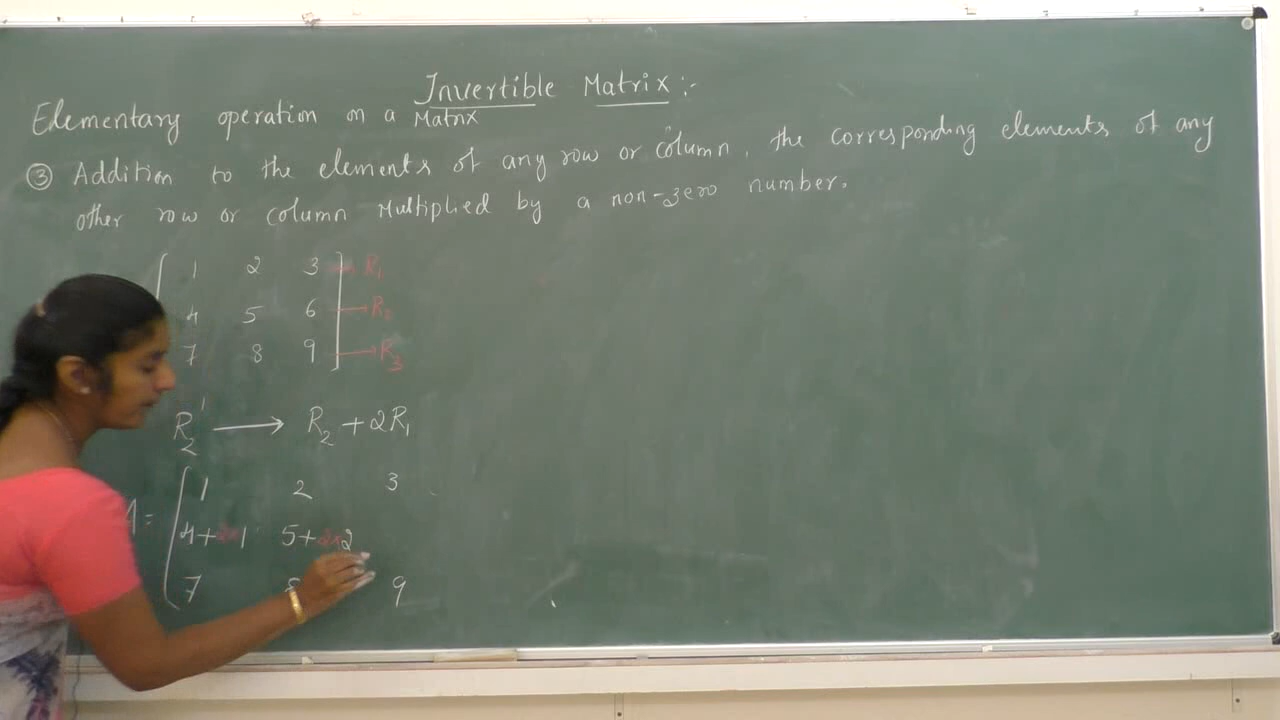 Invertible Matrix :-
Elementary operation on a Matrix
③ Addition to the elements of any row or column, the corresponding elements of any
other row or column Multiplied by a non-zero number.
1 2 3 → R₁
4 5 6 → R₂
7 8 9 → R₃
R₂' → R₂ + 2R₁
1 2 3
A = 4+2×1 5+2×2
7 8 9